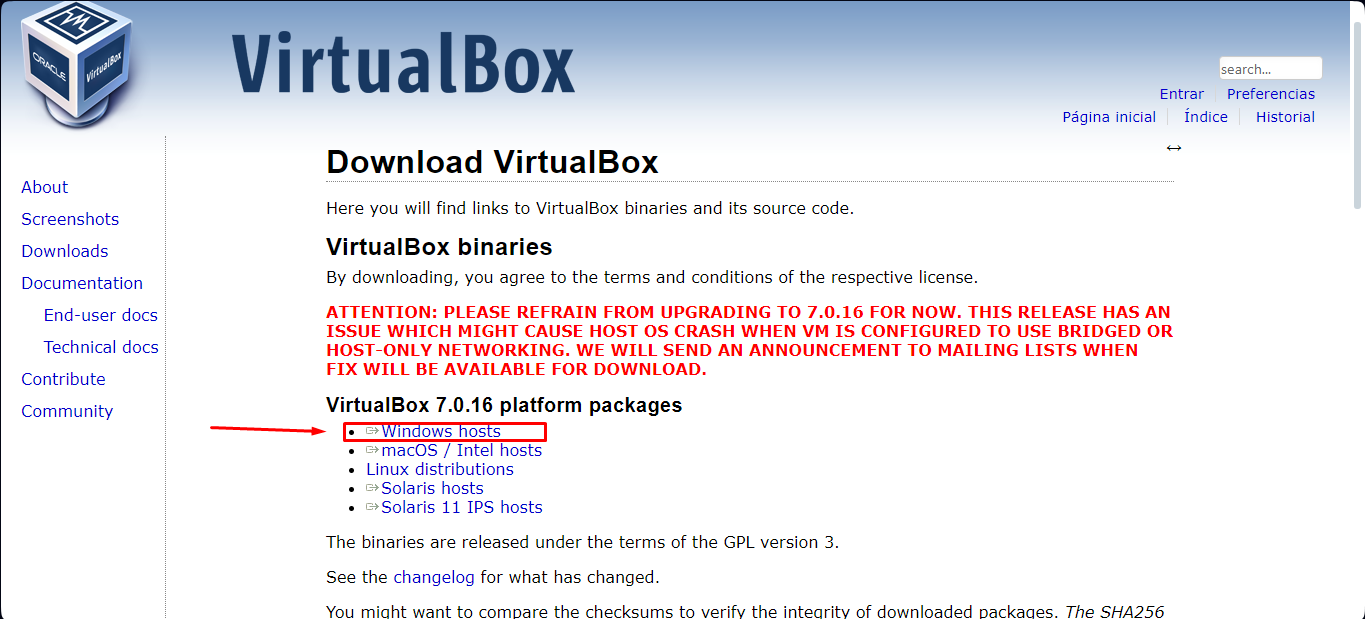 ORACLE
VirtualBox
VirtualBox
search...
Entrar
Preferencias
Página inicial
Índice
Historial
About
Screenshots
Downloads
Documentation
End-user docs
Technical docs
Contribute
Community
Download VirtualBox
Here you will find links to VirtualBox binaries and its source code.
VirtualBox binaries
By downloading, you agree to the terms and conditions of the respective license.
ATTENTION: PLEASE REFRAIN FROM UPGRADING TO 7.0.16 FOR NOW. THIS RELEASE HAS AN
ISSUE WHICH MIGHT CAUSE HOST OS CRASH WHEN VM IS CONFIGURED TO USE BRIDGED OR
HOST-ONLY NETWORKING. WE WILL SEND AN ANNOUNCEMENT TO MAILING LISTS WHEN
FIX WILL BE AVAILABLE FOR DOWNLOAD.
VirtualBox 7.0.16 platform packages
Windows hosts
macOS / Intel hosts
Linux distributions
Solaris hosts
Solaris 11 IPS hosts
The binaries are released under the terms of the GPL version 3.
See the changelog for what has changed.
You might want to compare the checksums to verify the integrity of downloaded packages. The SHA256